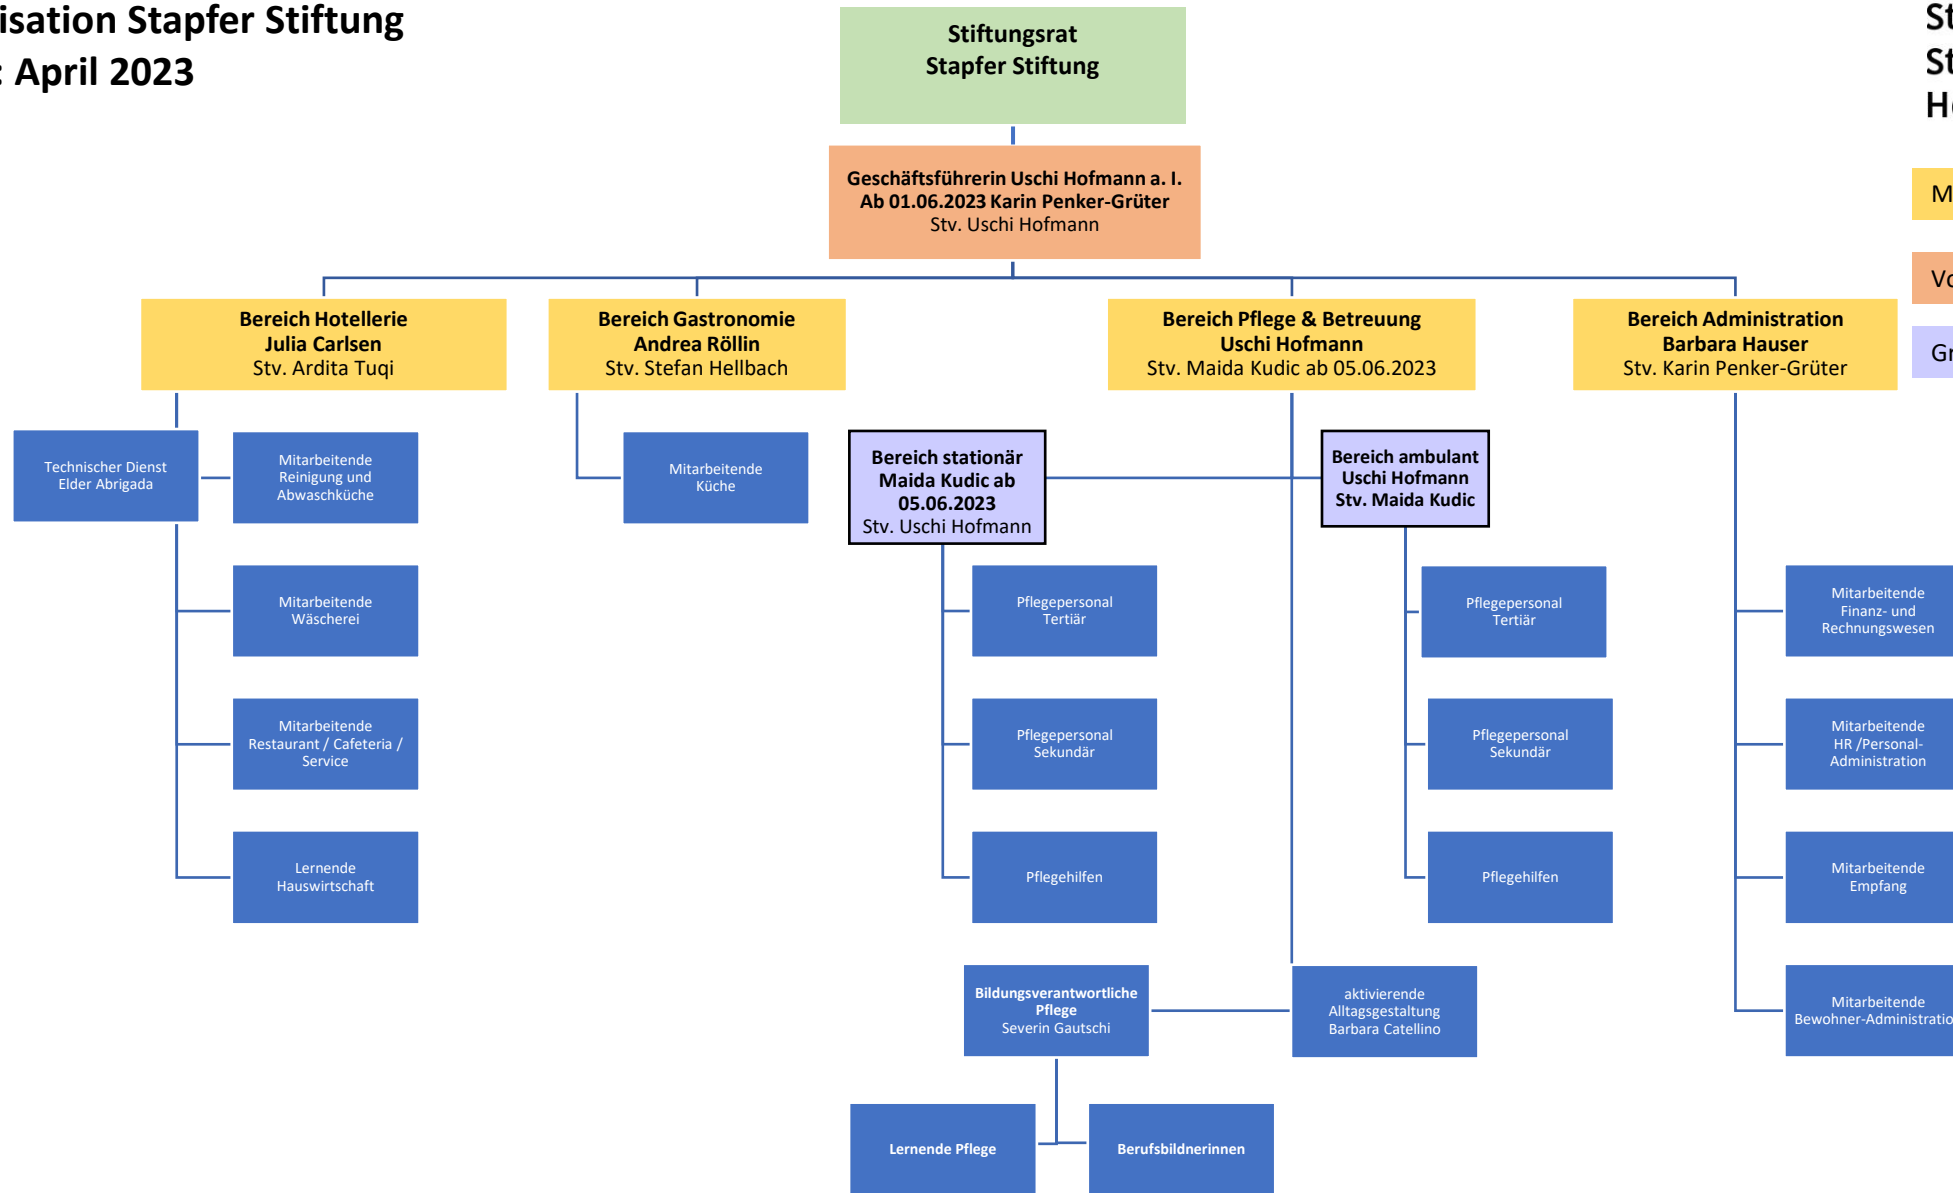 isation Stapfer Stiftung
: April 2023
Stiftungsrat
Stapfer Stiftung
Geschäftsführerin Uschi Hofmann a. I.
Ab 01.06.2023 Karin Penker-Grüter
Stv. Uschi Hofmann
Bereich Hotellerie
Julia Carlsen
Stv. Ardita Tuqi
Bereich Gastronomie
Andrea Röllin
Stv. Stefan Hellbach
Bereich Pflege & Betreuung
Uschi Hofmann
Stv. Maida Kudic ab 05.06.2023
Bereich Administration
Barbara Hauser
Stv. Karin Penker-Grüter
Technischer Dienst
Elder Abrigada
Mitarbeitende
Reinigung und
Abwaschküche
Mitarbeitende
Küche
Bereich stationär
Maida Kudic ab
05.06.2023
Stv. Uschi Hofmann
Bereich ambulant
Uschi Hofmann
Stv. Maida Kudic
Mitarbeitende
Wäscherei
Pflegepersonal
Tertiär
Pflegepersonal
Tertiär
Mitarbeitende
Finanz- und
Rechnungswesen
Mitarbeitende
Restaurant / Cafeteria /
Service
Pflegepersonal
Sekundär
Pflegepersonal
Sekundär
Mitarbeitende
HR /Personal-
Administration
Lernende
Hauswirtschaft
Pflegehilfen
Pflegehilfen
Mitarbeitende
Empfang
Bildungsverantwortliche
Pflege
Severin Gautschi
aktivierende
Alltagsgestaltung
Barbara Catellino
Mitarbeitende
Bewohner-Administratio
Lernende Pflege
Berufsbildnerinnen